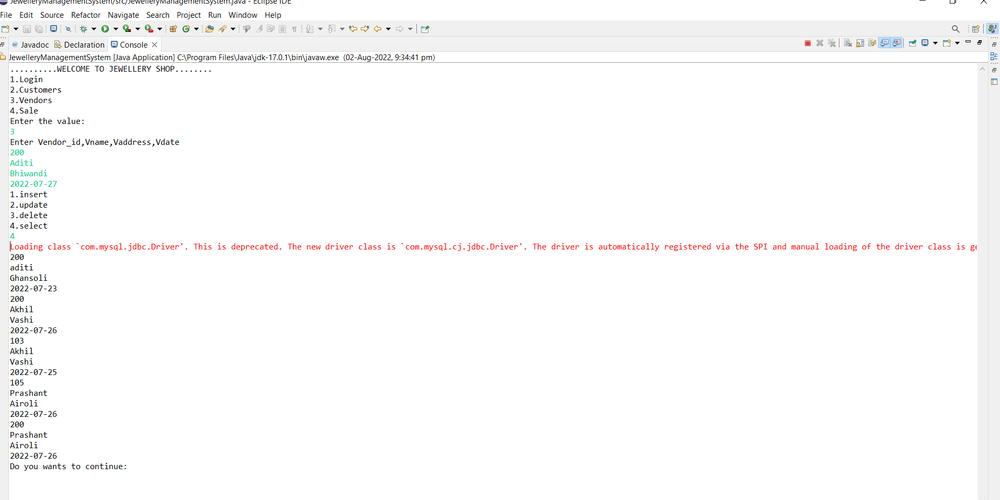 JewelleryManagementSystem/src/JewelleryManagementSystem.java - Eclipse IDE
File Edit Source Refactor Navigate Search Project Run Window Help
@ Javadoc Declaration Console
JewelleryManagementSystem [Java Application] C:\Program Files\Java\jdk-17.0.1\bin\javaw.exe (02-Aug-2022, 9:34:41 pm)
..........WELCOME TO JEWELLERY SHOP........
1.Login
2.Customers
3.Vendors
4.Sale
Enter the value:
3
Enter Vendor_id,Vname,Vaddress,Vdate
200
Aditi
Bhiwandi
2022-07-27
1.insert
2.update
3.delete
4.select
4
Loading class `com.mysql.jdbc.Driver'. This is deprecated. The new driver class is `com.mysql.cj.jdbc.Driver'. The driver is automatically registered via the SPI and manual loading of the driver class is ge
200
aditi
Ghansoli
2022-07-23
200
Akhil
Vashi
2022-07-26
103
Akhil
Vashi
2022-07-25
105
Prashant
Airoli
2022-07-26
200
Prashant
Airoli
2022-07-26
Do you wants to continue: